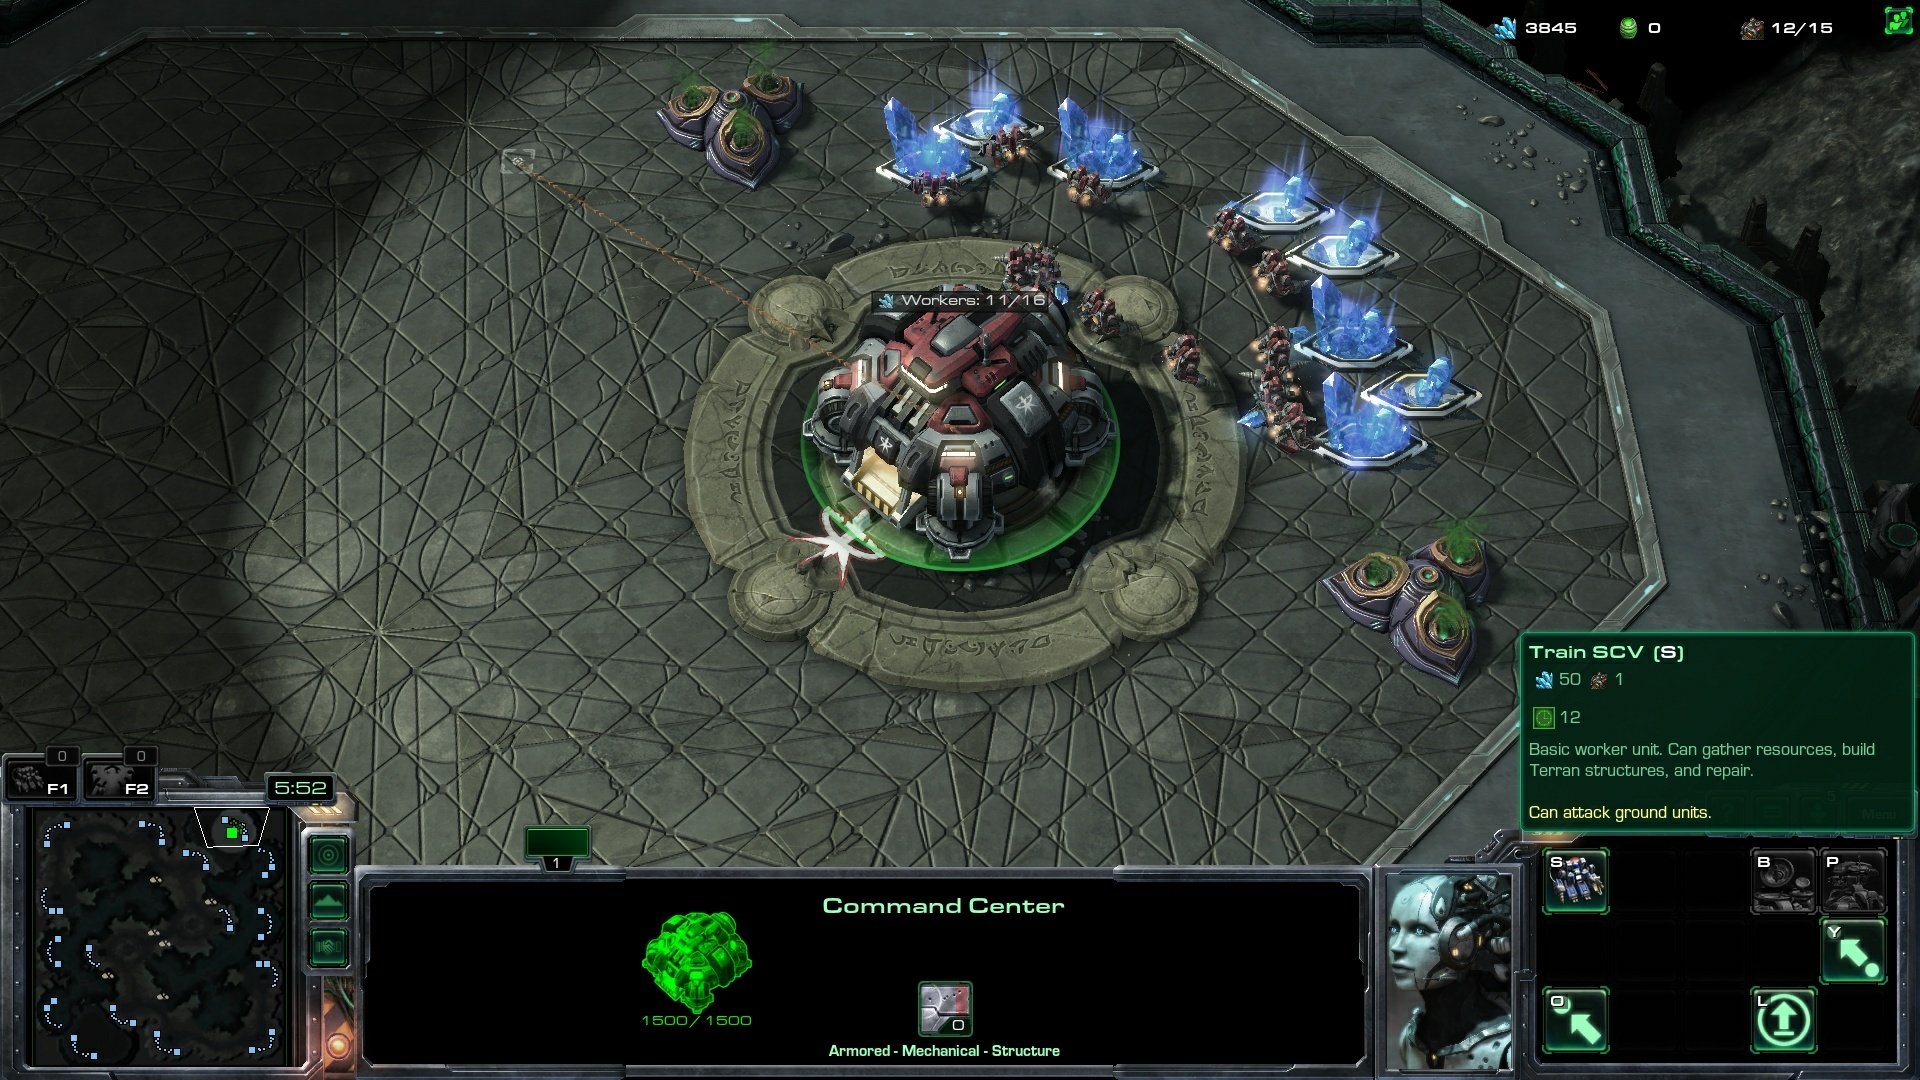 3845
0
12/15
Workers: 11/16
Train SCV (S)
50 1
12
Basic worker unit. Can gather resources, build
Terran structures, and repair.
Can attack ground units.
0
F1
0
F2
5:52
1
Command Center
1500/1500
0
Armored - Mechanical - Structure
S
B
P
Y
O
L